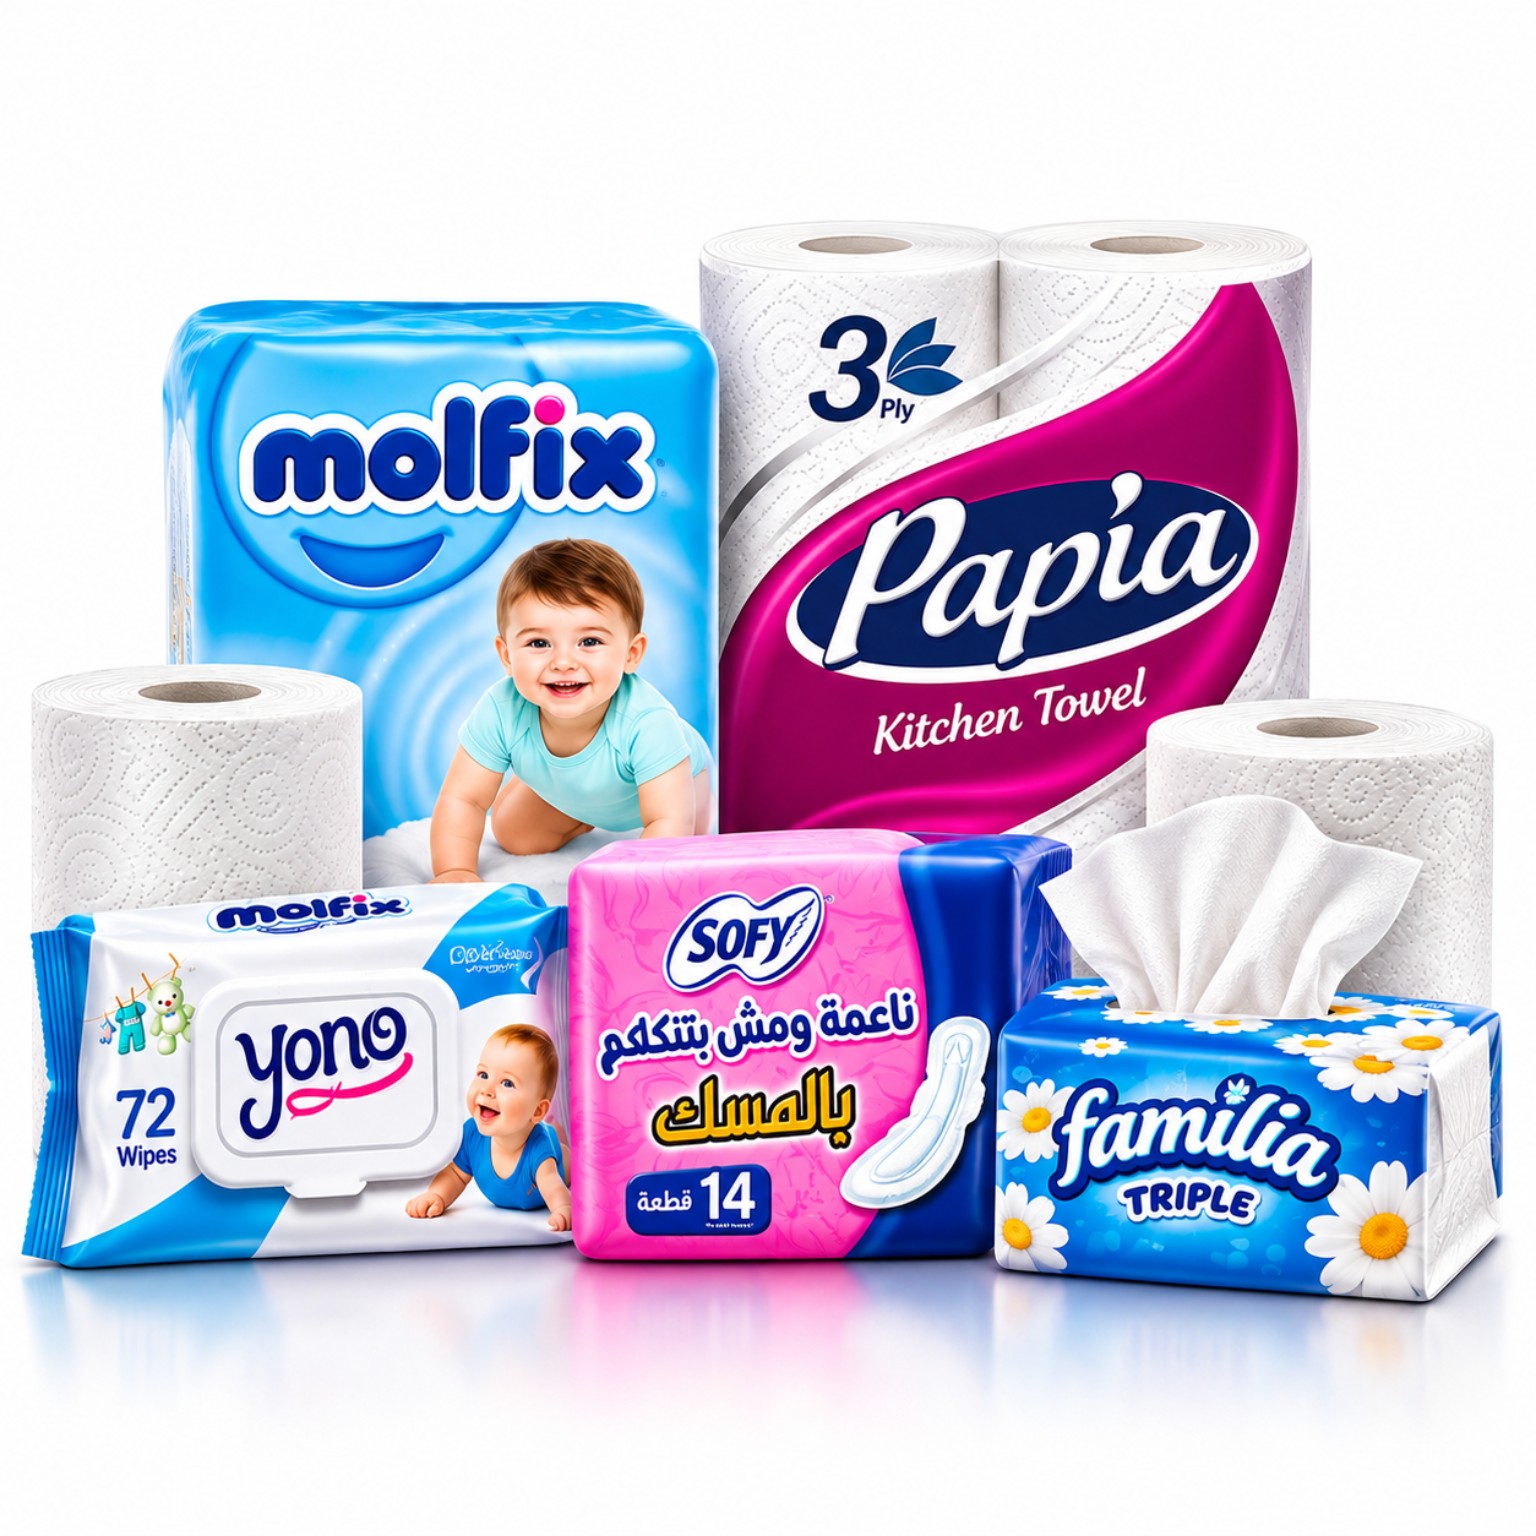 molfix
3
Ply
Papia
Kitchen Towel
molfix
yono
72
Wipes
SOFY
ناعمة ومش بتتكلم
بالمسك
14 قطعة
familia
TRIPLE